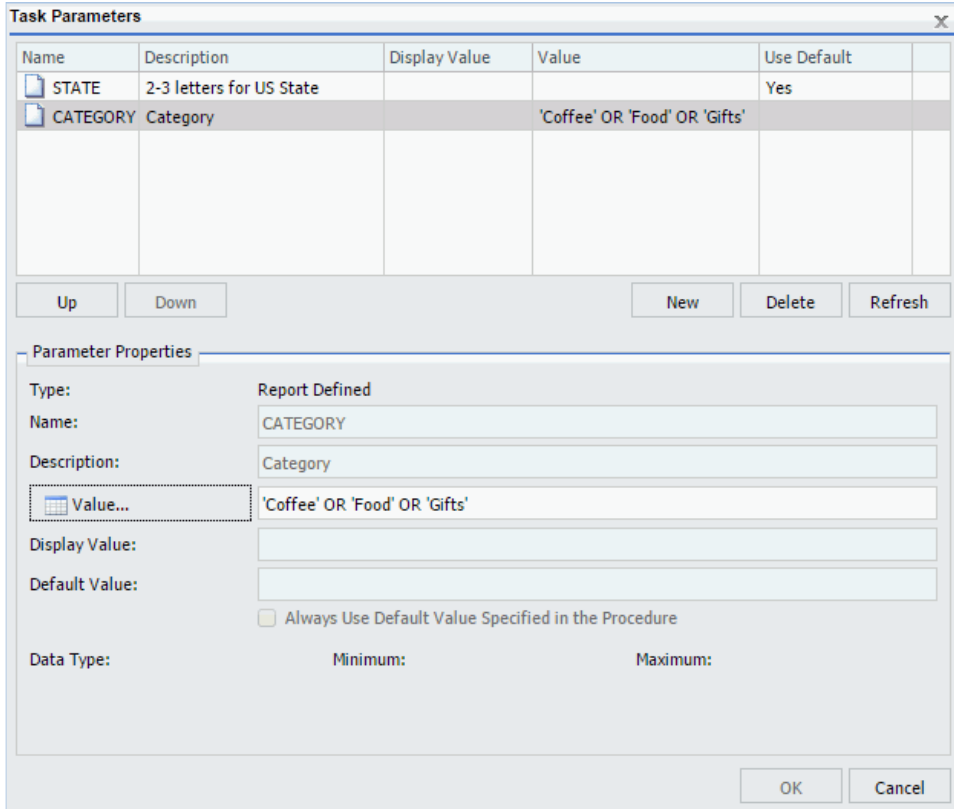 Task Parameters
x
Name Description Display Value Value Use Default
STATE 2-3 letters for US State Yes
CATEGORY Category 'Coffee' OR 'Food' OR 'Gifts'
Up Down New Delete Refresh
Parameter Properties
Type: Report Defined
Name: CATEGORY
Description: Category
Value... 'Coffee' OR 'Food' OR 'Gifts'
Display Value:
Default Value:
Always Use Default Value Specified in the Procedure
Data Type: Minimum: Maximum:
OK Cancel